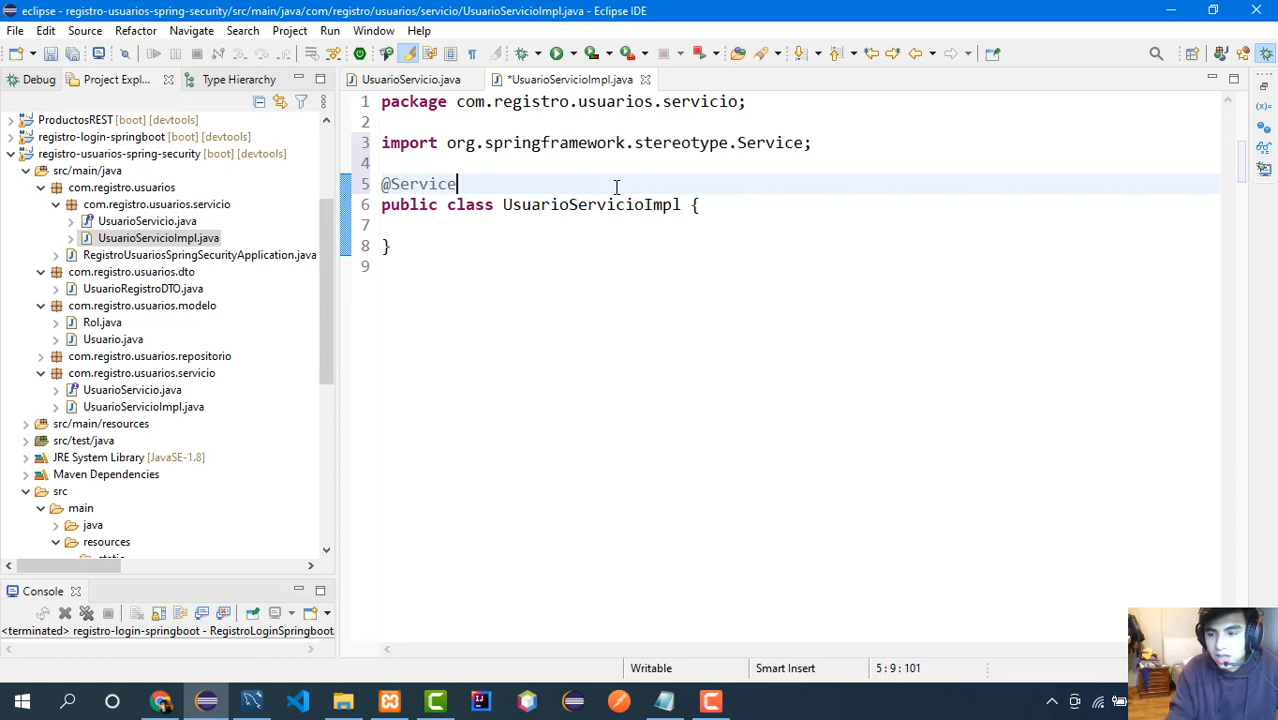 eclipse - registro-usuarios-spring-security/src/main/java/com/registro/usuarios/servicio/UsuarioServicioImpl.java - Eclipse IDE
File Edit Source Refactor Navigate Search Project Run Window Help
Debug Project Expl... Type Hierarchy
UsuarioServicio.java *UsuarioServicioImpl.java
ProductosREST [boot] [devtools]
registro-login-springboot [boot] [devtools]
registro-usuarios-spring-security [boot] [devtools]
src/main/java
com.registro.usuarios
com.registro.usuarios.servicio
UsuarioServicio.java
UsuarioServicioImpl.java
RegistroUsuariosSpringSecurityApplication.java
com.registro.usuarios.dto
UsuarioRegistroDTO.java
com.registro.usuarios.modelo
Rol.java
Usuario.java
com.registro.usuarios.repositorio
com.registro.usuarios.servicio
UsuarioServicio.java
UsuarioServicioImpl.java
src/main/resources
src/test/java
JRE System Library [JavaSE-1.8]
Maven Dependencies
src
main
java
resources
1 package com.registro.usuarios.servicio;
2
3 import org.springframework.stereotype.Service;
4
5 @Service
6 public class UsuarioServicioImpl {
7
8 }
9
Console
<terminated> registro-login-springboot - RegistroLoginSpringboot
Writable Smart Insert 5 : 9 : 101